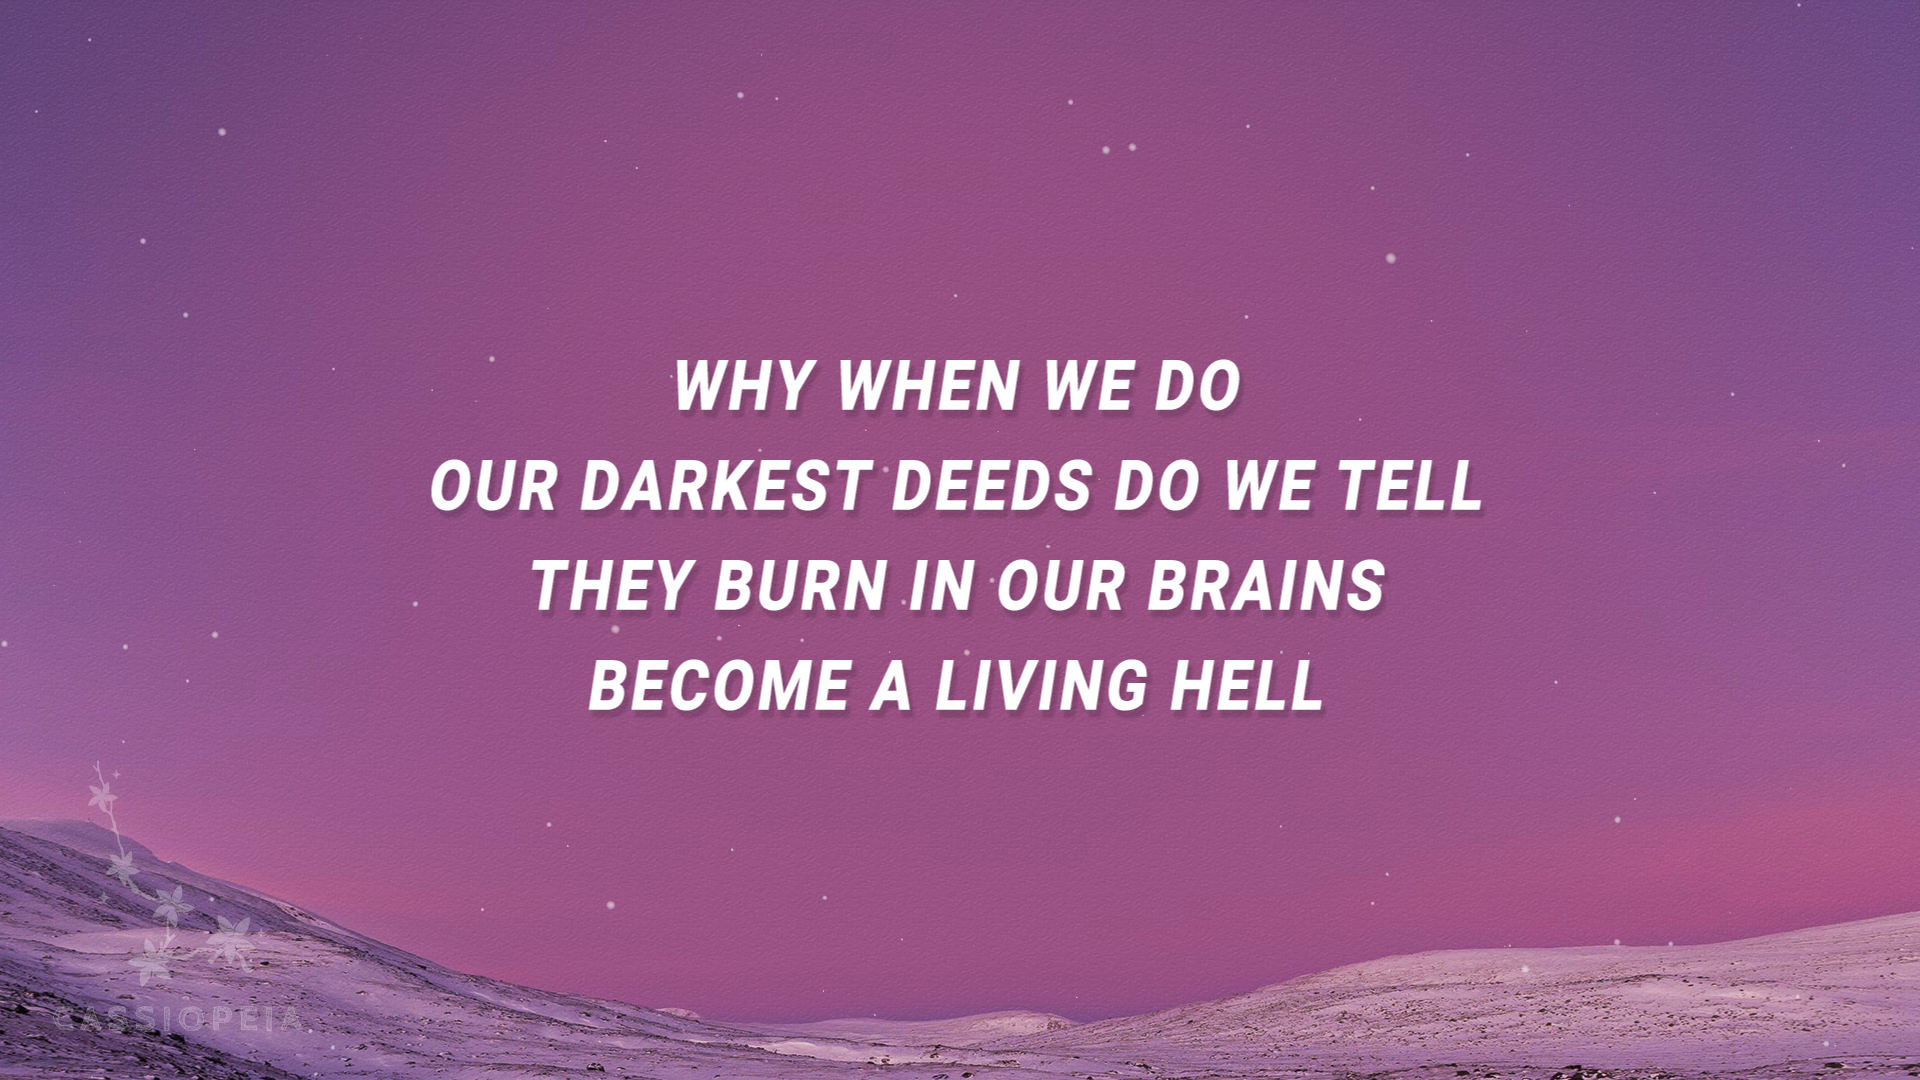 WHY WHEN WE DO
OUR DARKEST DEEDS DO WE TELL
THEY BURN IN OUR BRAINS
BECOME A LIVING HELL
CASSIOPEIA